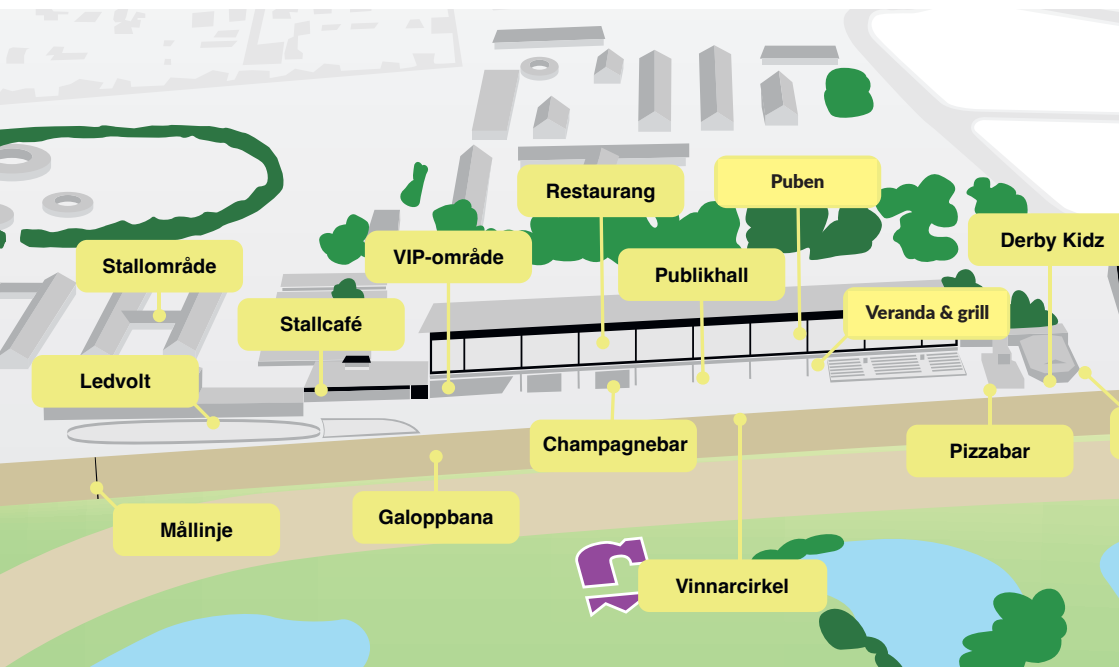 Restaurang
Puben
Derby Kidz
Stallområde
VIP-område
Publikhall
Stallcafé
Veranda & grill
Ledvolt
Champagnebar
Pizzabar
Mållinje
Galoppbana
Vinnarcirkel